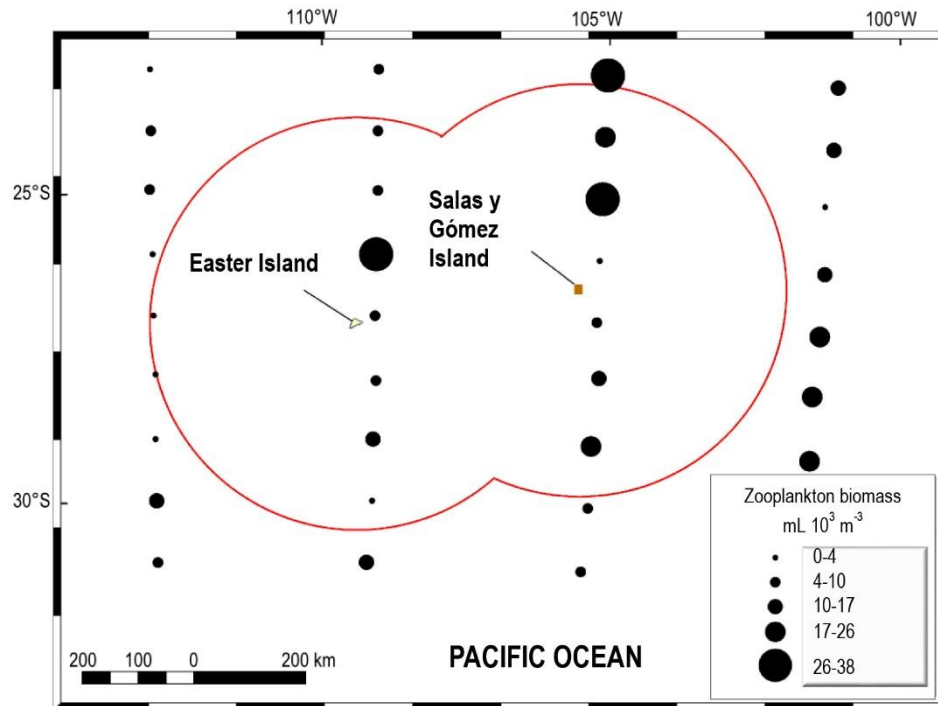 110°W 105°W 100°W
25°S
Salas y
Gómez
Island
Easter Island
30°S
Zooplankton biomass
mL 10³ m⁻³
0-4
4-10
10-17
17-26
26-38
200 100 0 200 km
PACIFIC OCEAN